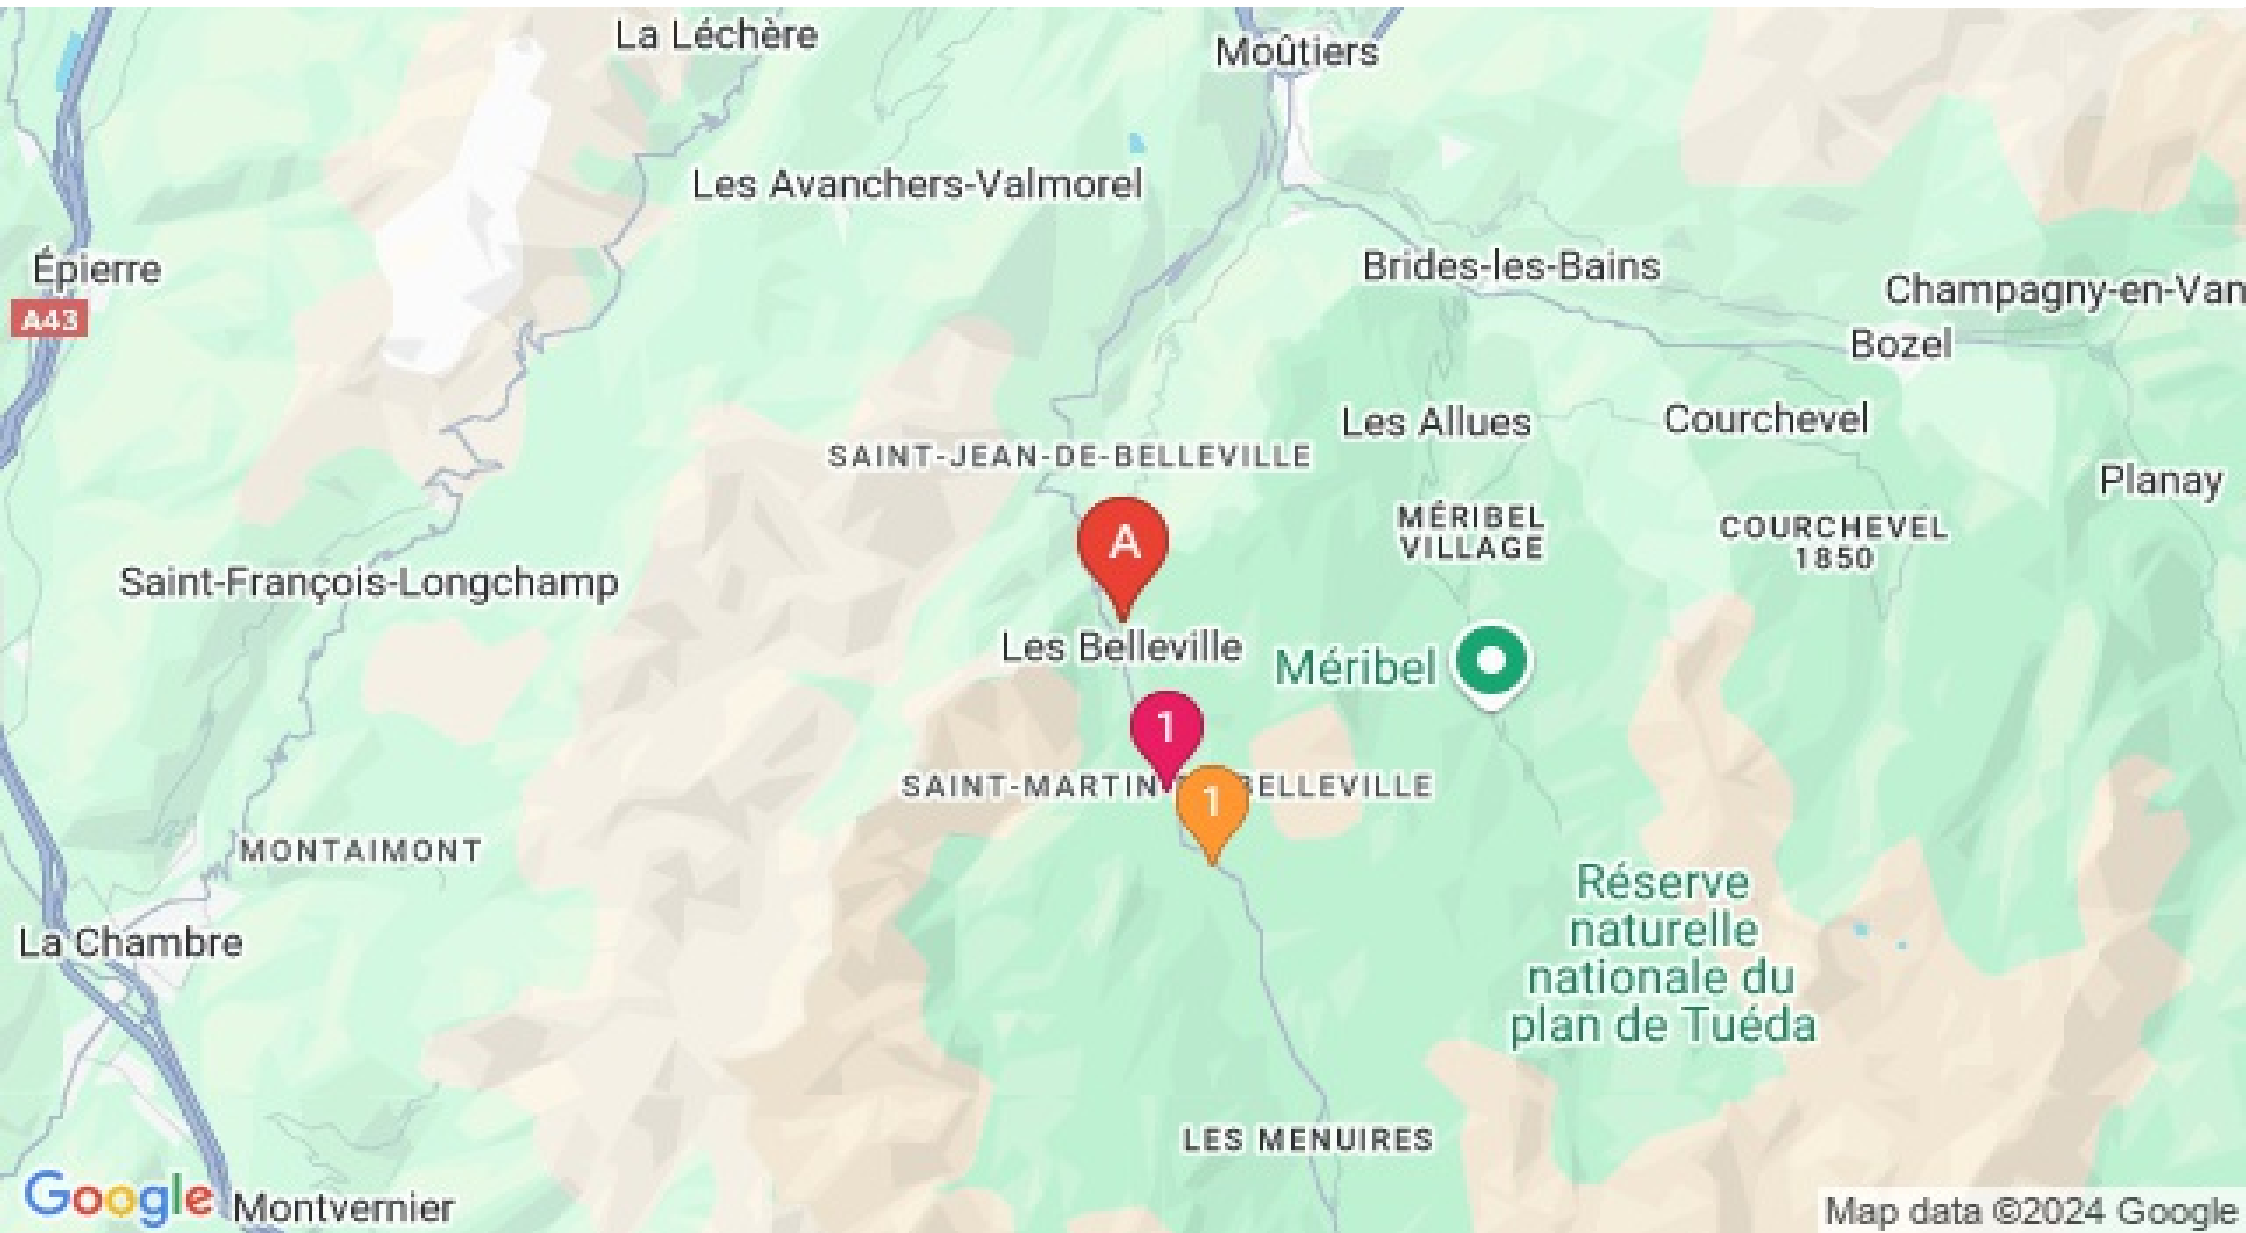 La Léchère
Moûtiers
Les Avanchers-Valmorel
Épierre
A43
Brides-les-Bains
Champagny-en-Van
Bozel
Les Allues
Courchevel
SAINT-JEAN-DE-BELLEVILLE
Planay
MÉRIBEL
VILLAGE
COURCHEVEL
1850
A
Saint-François-Longchamp
Les Belleville
Méribel
1
SAINT-MARTIN BELLEVILLE
1
MONTAIMONT
Réserve
naturelle
nationale du
plan de Tuéda
La Chambre
LES MENUIRES
Google
Montvernier
Map data ©2024 Google